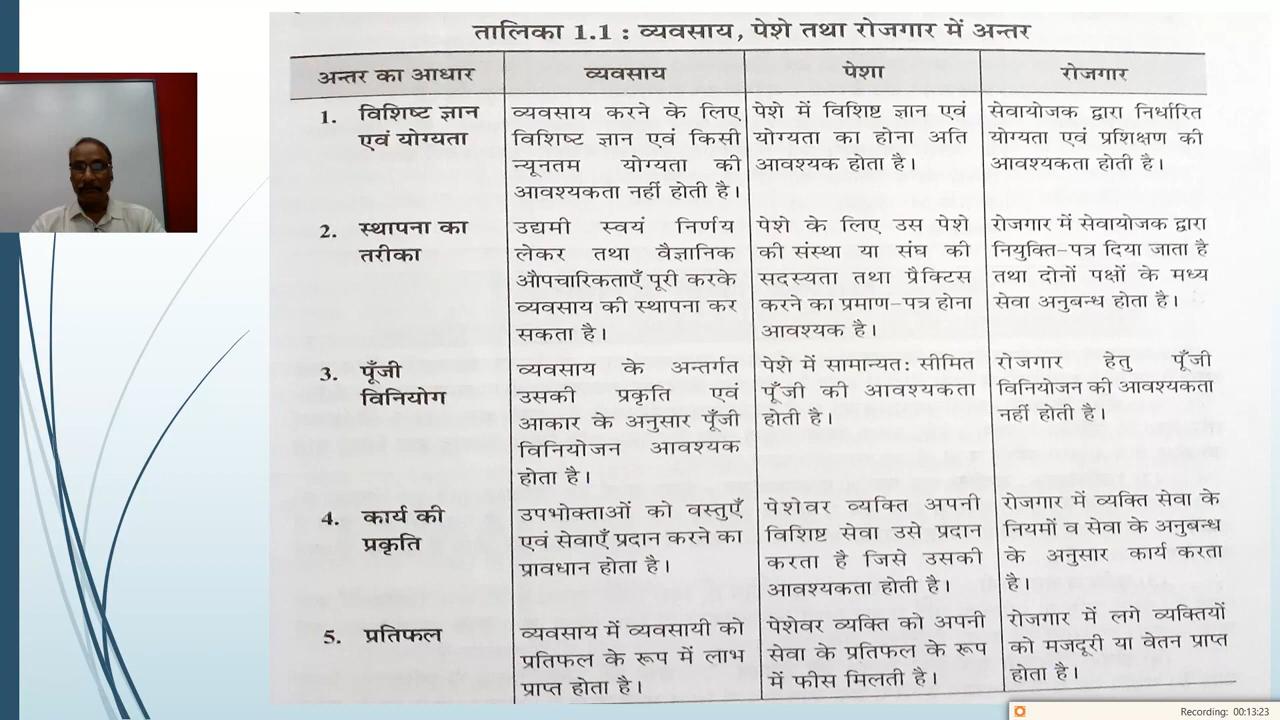 तालिका 1.1 : व्यवसाय, पेशे तथा रोजगार में अन्तर
अन्तर का आधार
व्यवसाय
पेशा
रोजगार
1. विशिष्ट ज्ञान
एवं योग्यता
व्यवसाय करने के लिए
विशिष्ट ज्ञान एवं किसी
न्यूनतम योग्यता की
आवश्यकता नहीं होती है।
पेशे में विशिष्ट ज्ञान एवं
योग्यता का होना अति
आवश्यक होता है।
सेवायोजक द्वारा निर्धारित
योग्यता एवं प्रशिक्षण की
आवश्यकता होती है।
2. स्थापना का
तरीका
उद्यमी स्वयं निर्णय
लेकर तथा वैज्ञानिक
औपचारिकताएँ पूरी करके
व्यवसाय की स्थापना कर
सकता है।
पेशे के लिए उस पेशे
की संस्था या संघ की
सदस्यता तथा प्रैक्टिस
करने का प्रमाण-पत्र होना
आवश्यक है।
रोजगार में सेवायोजक द्वारा
नियुक्ति-पत्र दिया जाता है
तथा दोनों पक्षों के मध्य
सेवा अनुबन्ध होता है।
3. पूँजी
विनियोग
व्यवसाय के अन्तर्गत
उसकी प्रकृति एवं
आकार के अनुसार पूँजी
विनियोजन आवश्यक
होता है।
पेशे में सामान्यत: सीमित
पूँजी की आवश्यकता
होती है।
रोजगार हेतु पूँजी
विनियोजन की आवश्यकता
नहीं होती है।
4. कार्य की
प्रकृति
उपभोक्ताओं को वस्तुएँ
एवं सेवाएँ प्रदान करने का
प्रावधान होता है।
पेशेवर व्यक्ति अपनी
विशिष्ट सेवा उसे प्रदान
करता है जिसे उसकी
आवश्यकता होती है।
रोजगार में व्यक्ति सेवा के
नियमों व सेवा के अनुबन्ध
के अनुसार कार्य करता
है।
5. प्रतिफल
व्यवसाय में व्यवसायी को
प्रतिफल के रूप में लाभ
प्राप्त होता है।
पेशेवर व्यक्ति को अपनी
सेवा के प्रतिफल के रूप
में फीस मिलती है।
रोजगार में लगे व्यक्तियों
को मजदूरी या वेतन प्राप्त
होता है।
Recording: 00:13:23